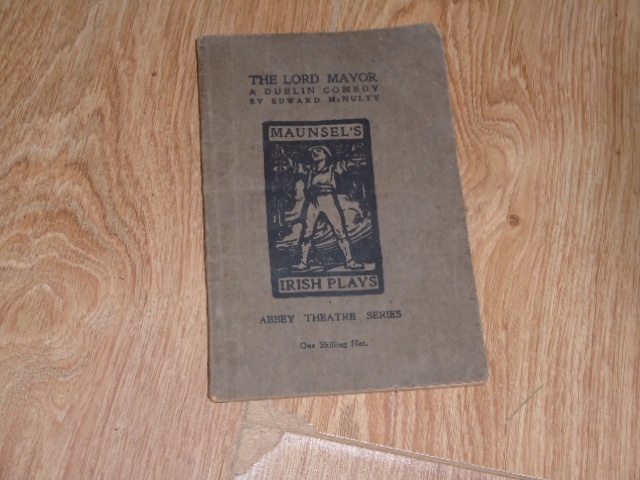 THE LORD MAYOR
A DUBLIN COMEDY
BY EDWARD McNULTY
MAUNSEL'S
IRISH PLAYS
ABBEY THEATRE SERIES
One Shilling Net.